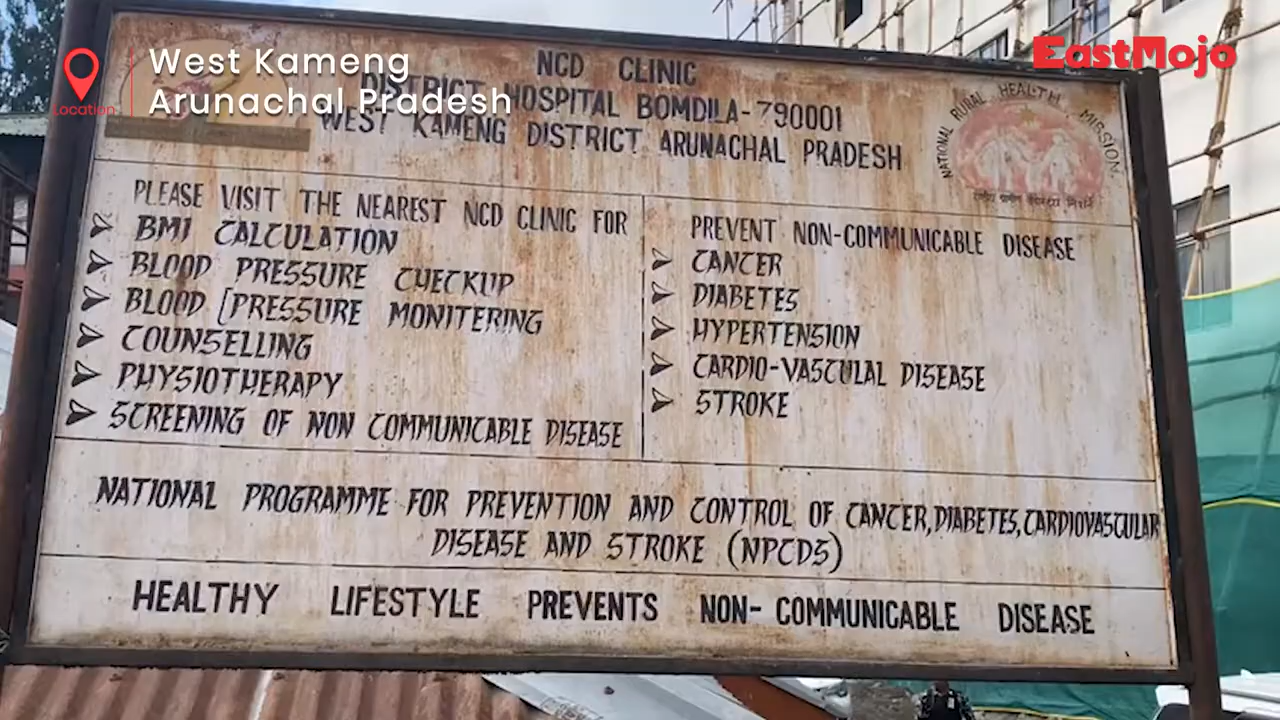 Location
West Kameng
Arunachal Pradesh
EastMojo
NCD CLINIC
DISTRICT HOSPITAL BOMDILA-790001
WEST KAMENG DISTRICT ARUNACHAL PRADESH
NATIONAL RURAL HEALTH MISSION
PLEASE VISIT THE NEAREST NCD CLINIC FOR
BMI CALCULATION
BLOOD PRESSURE CHECKUP
BLOOD [PRESSURE MONITERING
COUNSELLING
PHYSIOTHERAPY
SCREENING OF NON COMMUNICABLE DISEASE
PREVENT NON-COMMUNICABLE DISEASE
CANCER
DIABETES
HYPERTENSION
CARDIO-VASCULAL DISEASE
STROKE
NATIONAL PROGRAMME FOR PREVENTION AND CONTROL OF CANCER,DIABETES,CARDIOVASCULAR
DISEASE AND STROKE (NPCDS)
HEALTHY LIFESTYLE PREVENTS NON-COMMUNICABLE DISEASE